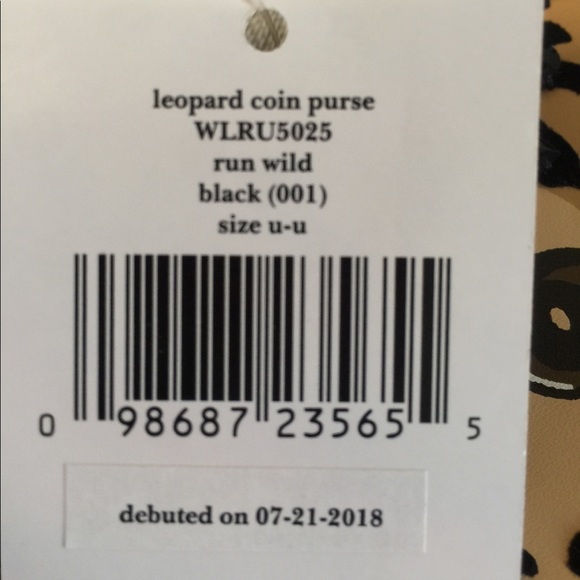 leopard coin purse
WLRU5025
run wild
black (001)
size u-u
0 98687 23565 5
debuted on 07-21-2018